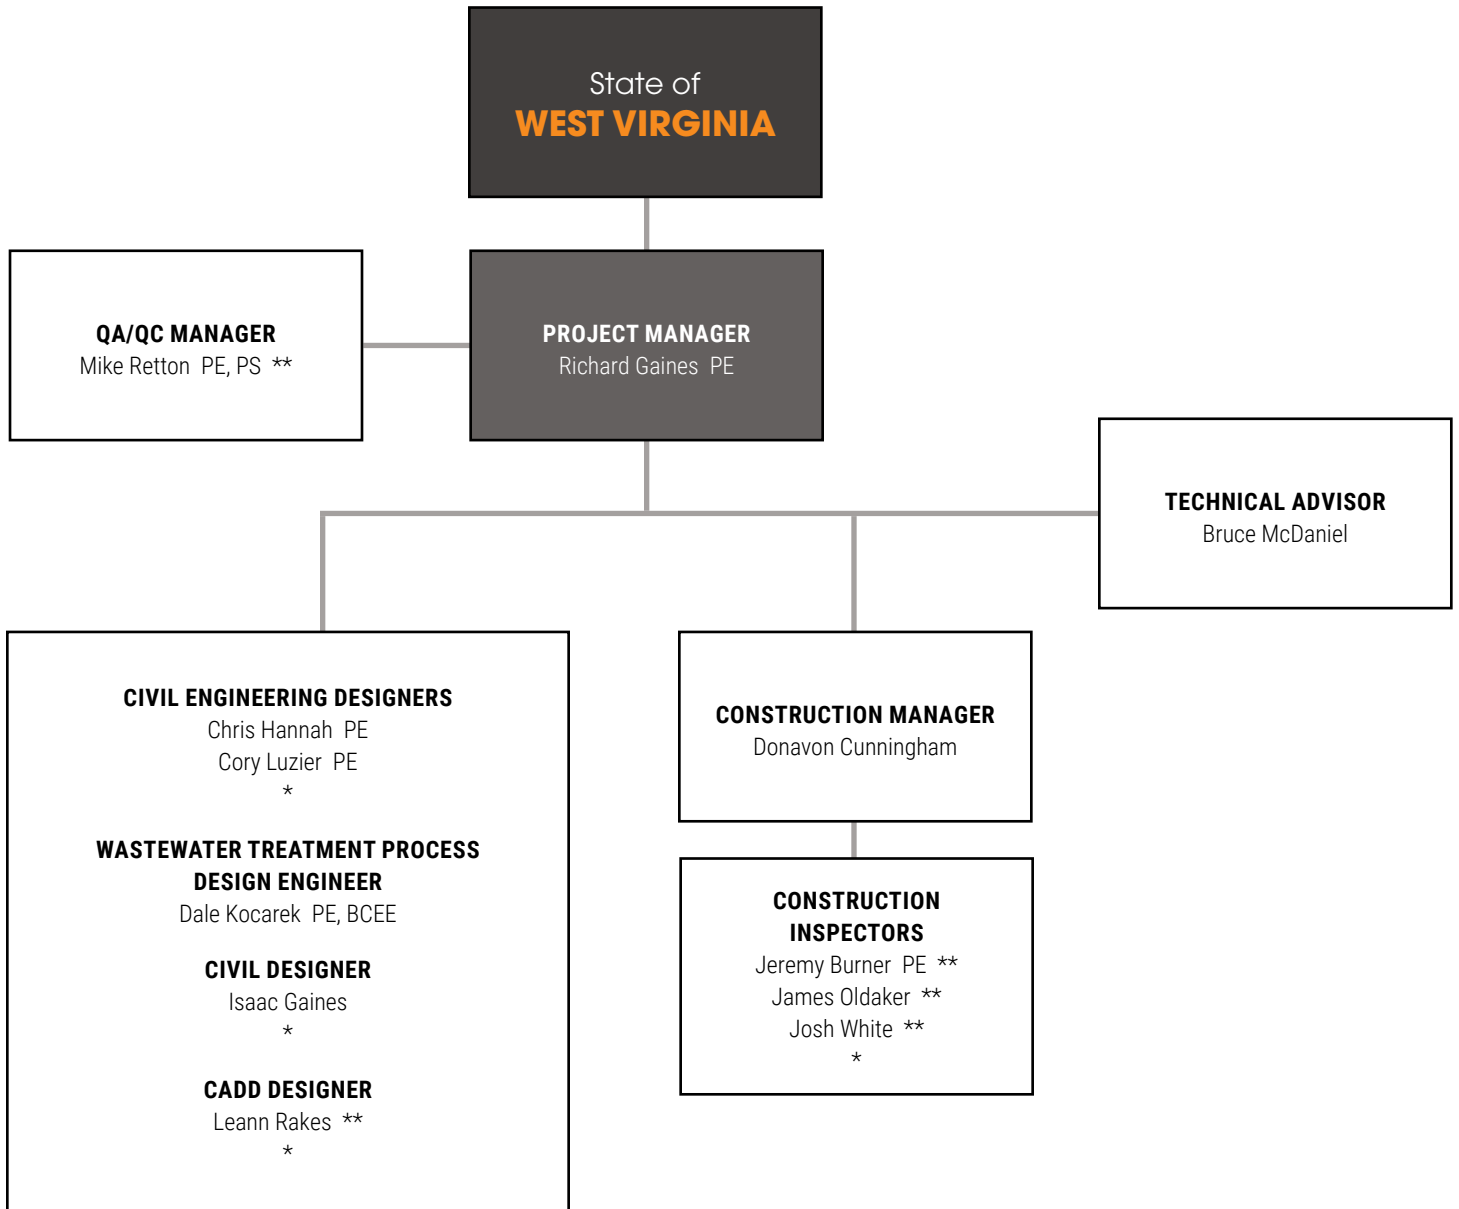 State of
WEST VIRGINIA
QA/QC MANAGER
Mike Retton PE, PS **
PROJECT MANAGER
Richard Gaines PE
TECHNICAL ADVISOR
Bruce McDaniel
CIVIL ENGINEERING DESIGNERS
Chris Hannah PE
Cory Luzier PE
*
WASTEWATER TREATMENT PROCESS
DESIGN ENGINEER
Dale Kocarek PE, BCEE
CIVIL DESIGNER
Isaac Gaines
*
CADD DESIGNER
Leann Rakes **
*
CONSTRUCTION MANAGER
Donavon Cunningham
CONSTRUCTION
INSPECTORS
Jeremy Burner PE **
James Oldaker **
Josh White **
*